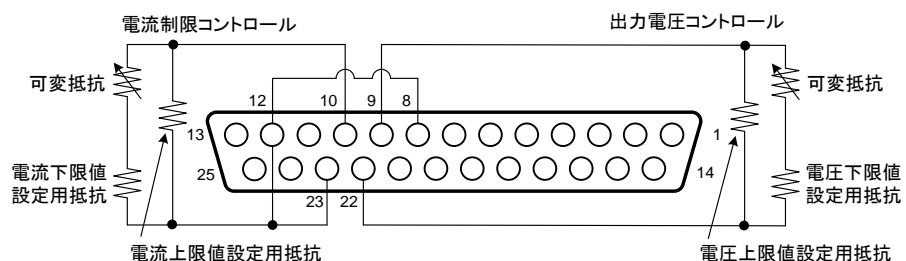 電流制限コントロール
出力電圧コントロール
可変抵抗
12
10
9
8
可変抵抗
13
1
25
14
電流下限値
設定用抵抗
23
22
電圧下限値
設定用抵抗
電流上限値設定用抵抗
電圧上限値設定用抵抗